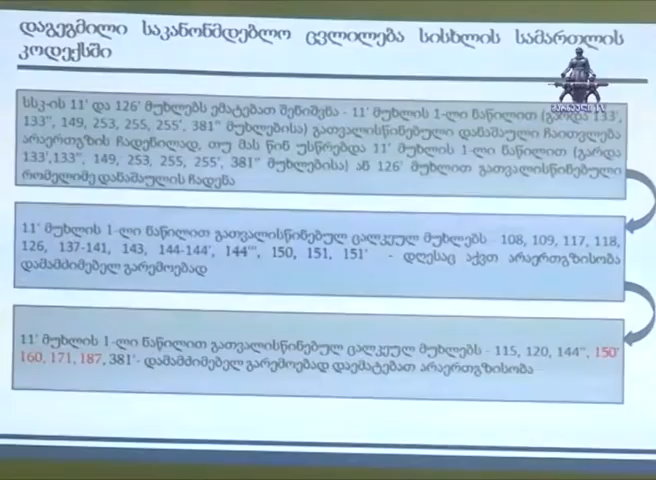 დაგეგმილი საკანონმდებლო ცვლილება სისხლის სამართლის
კოდექსში
სსკ-ის 11' და 126' მუხლებს ემატებათ შენიშვნა - 11' მუხლის 1-ლი ნაწილით (გარდა 133',
133'', 149, 253, 255, 255', 381'' მუხლებისა) გათვალისწინებული დანაშაული ჩაითვლება
არაერთგზის ჩადენილად, თუ მას წინ უსწრებდა 11' მუხლის 1-ლი ნაწილით (გარდა
133',133'', 149, 253, 255, 255', 381'' მუხლებისა) ან 126' მუხლით გათვალისწინებული
რომელიმე დანაშაულის ჩადენა
11' მუხლის 1-ლი ნაწილით გათვალისწინებულ ცალკეულ მუხლებს 108, 109, 117, 118,
126, 137-141, 143, 144-144', 144''', 150, 151, 151' - დღესაც აქვთ არაერთგზისობა
დამამძიმებელ გარემოებად
11' მუხლის 1-ლი ნაწილით გათვალისწინებულ ცალკეულ მუხლებს - 115, 120, 144'', 150'
160, 171, 187, 381'- დამამძიმებელ გარემოებად დაემატებათ არაერთგზისობა